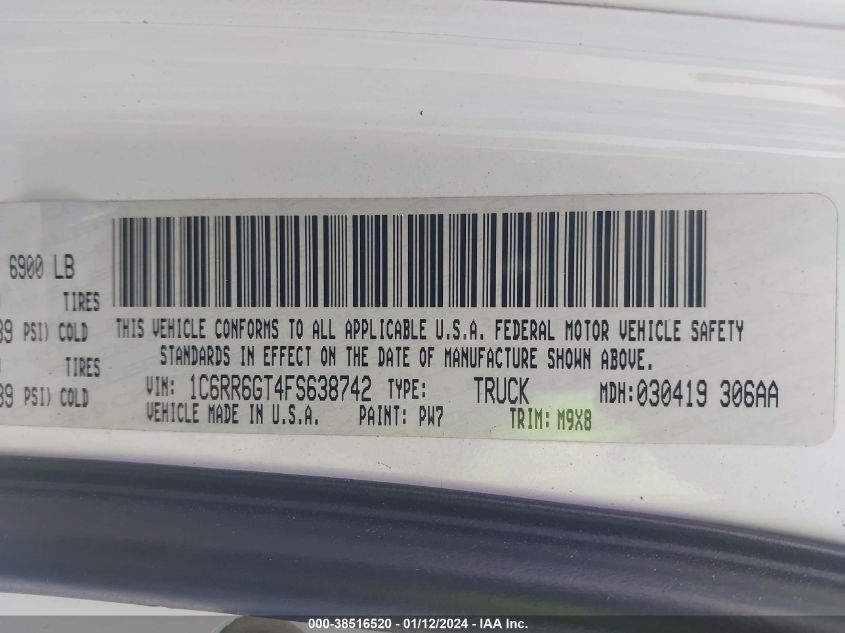 6900 LB
TIRES
39 PSI) COLD
TIRES
39 PSI) COLD
THIS VEHICLE CONFORMS TO ALL APPLICABLE U.S.A. FEDERAL MOTOR VEHICLE SAFETY
STANDARDS IN EFFECT ON THE DATE OF MANUFACTURE SHOWN ABOVE.
VIN: 1C6RR6GT4FS638742 TYPE: TRUCK MDH:030419 306AA
VEHICLE MADE IN U.S.A. PAINT: PW7 TRIM: M9X8
000-38516520 - 01/12/2024 - IAA Inc.